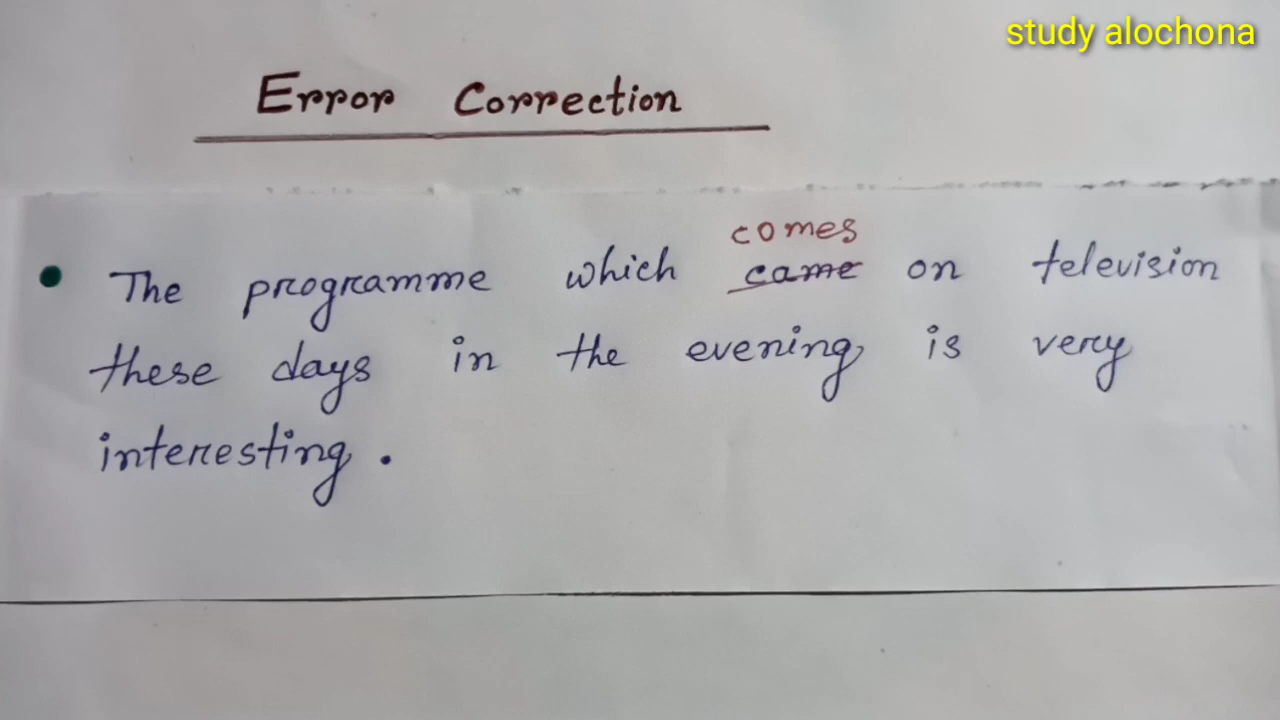 study alochona
Error Correction
comes
• The programme which came on television
these days in the evening is very
interesting.